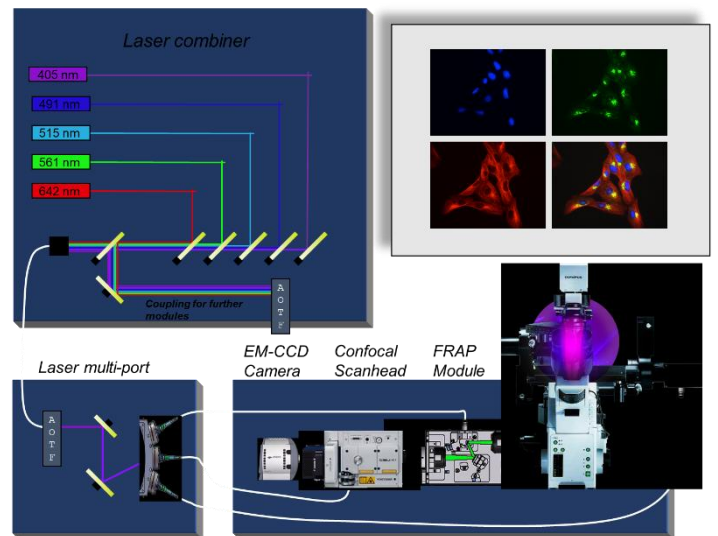 Laser combiner
405 nm
491 nm
515 nm
561 nm
642 nm
Coupling for further
modules
A
O
T
F
Laser multi-port
EM-CCD
Camera
Confocal
Scanhead
FRAP
Module
A
O
T
F